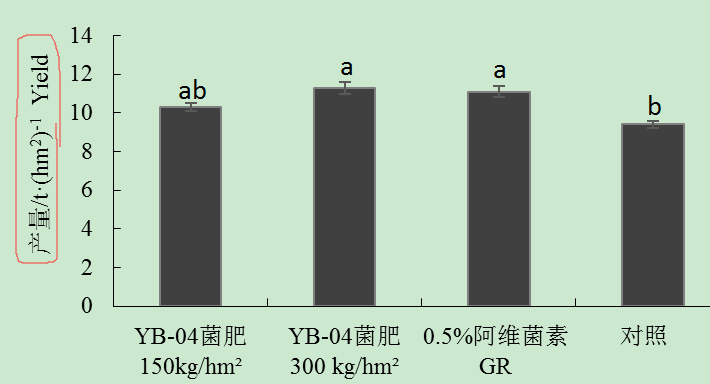 产量/t·(hm²)⁻¹ Yield
14
12
10
8
6
4
2
0
ab
a
a
b
YB-04菌肥
150kg/hm²
YB-04菌肥
300 kg/hm²
0.5%阿维菌素
GR
对照